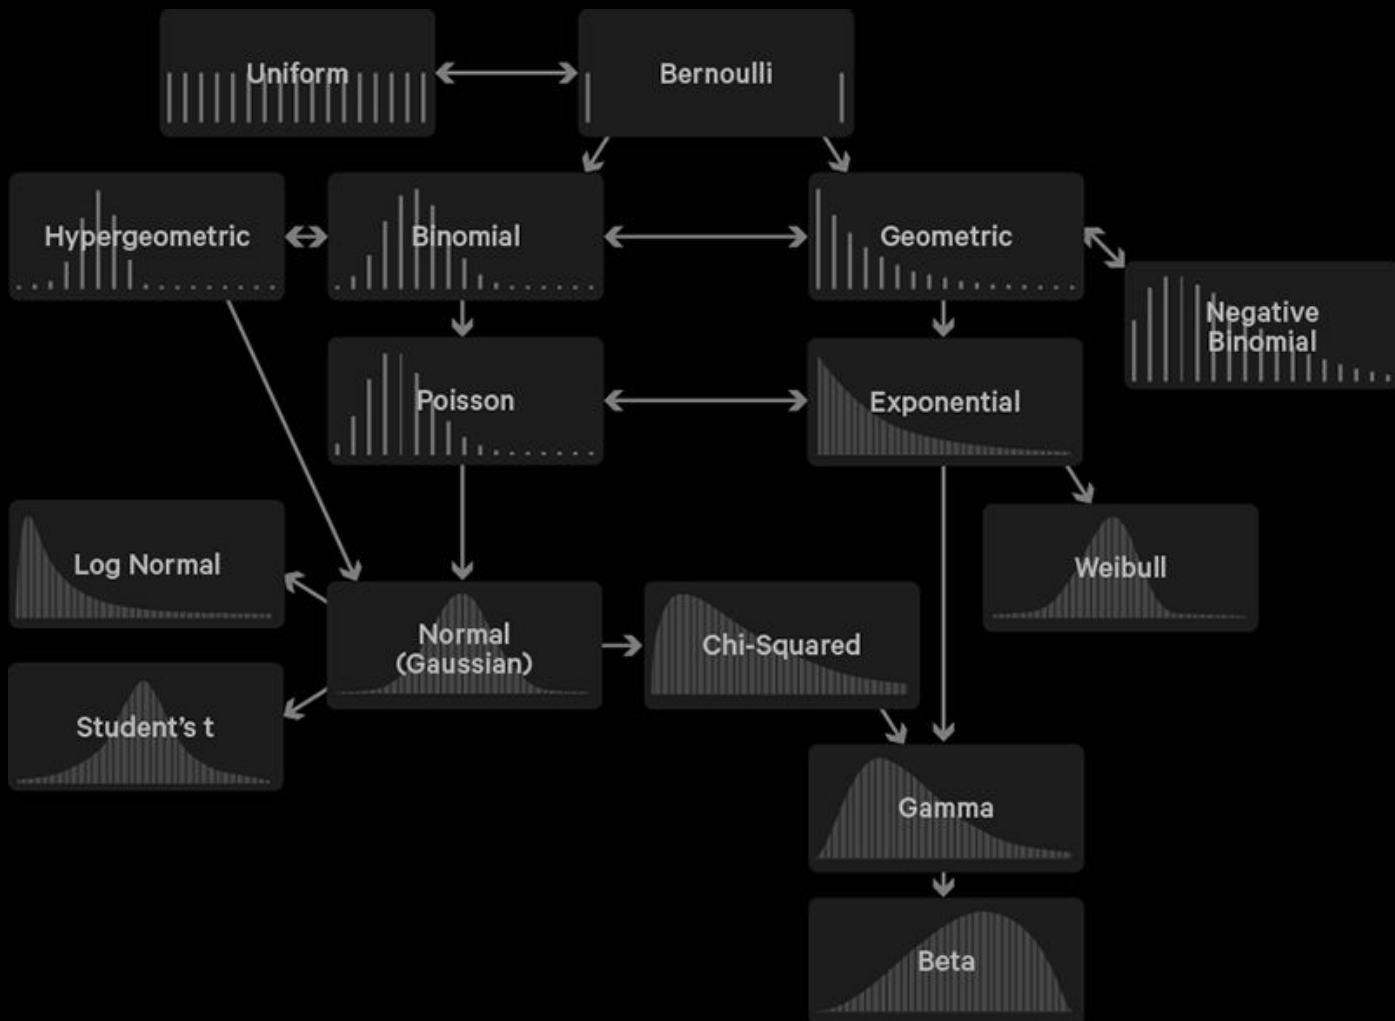 Uniform
Bernoulli
Hypergeometric
Binomial
Geometric
Negative
Binomial
Poisson
Exponential
Log Normal
Weibull
Normal
(Gaussian)
Chi-Squared
Student’s t
Gamma
Beta